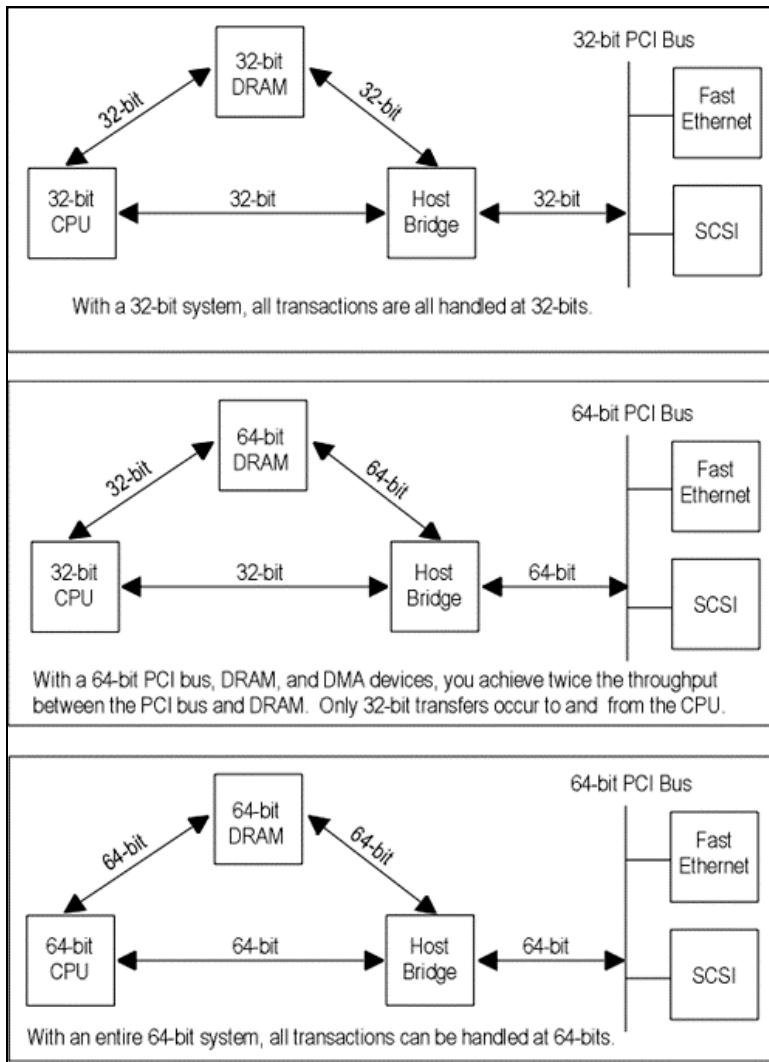 32-bit PCI Bus
32-bit
DRAM
Fast
Ethernet
32-bit
32-bit
32-bit
CPU
32-bit
Host
Bridge
32-bit
SCSI
With a 32-bit system, all transactions are all handled at 32-bits.
64-bit PCI Bus
64-bit
DRAM
Fast
Ethernet
32-bit
64-bit
32-bit
CPU
32-bit
Host
Bridge
64-bit
SCSI
With a 64-bit PCI bus, DRAM, and DMA devices, you achieve twice the throughput
between the PCI bus and DRAM. Only 32-bit transfers occur to and from the CPU.
64-bit PCI Bus
64-bit
DRAM
Fast
Ethernet
64-bit
64-bit
64-bit
CPU
64-bit
Host
Bridge
64-bit
SCSI
With an entire 64-bit system, all transactions can be handled at 64-bits.